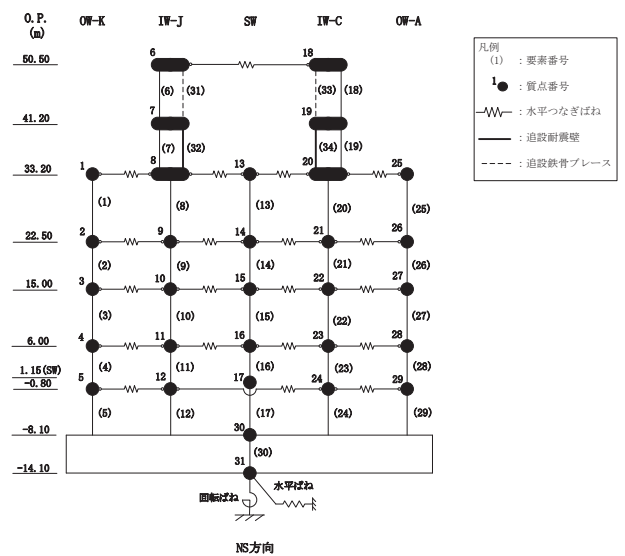 O.P.
(m)
OW-K IW-J SW IW-C OW-A
50.50
41.20
33.20
22.50
15.00
6.00
1.15(SW)
-0.80
-8.10
-14.10
6 18
(6) (31) (33) (18)
7 19
(7) (32) (34) (19)
1 8 13 20 25
(1) (8) (13) (20) (25)
2 9 14 21 26
(2) (9) (14) (21) (26)
3 10 15 22 27
(3) (10) (15) (22) (27)
4 11 16 23 28
(4) (11) (16) (23) (28)
5 12 17 24 29
(5) (12) (17) (24) (29)
30
(30)
31
回転ばね
水平ばね
NS方向
凡例
(1) : 要素番号
1 : 質点番号
: 水平つなぎばね
: 追設耐震壁
: 追設鉄骨ブレース